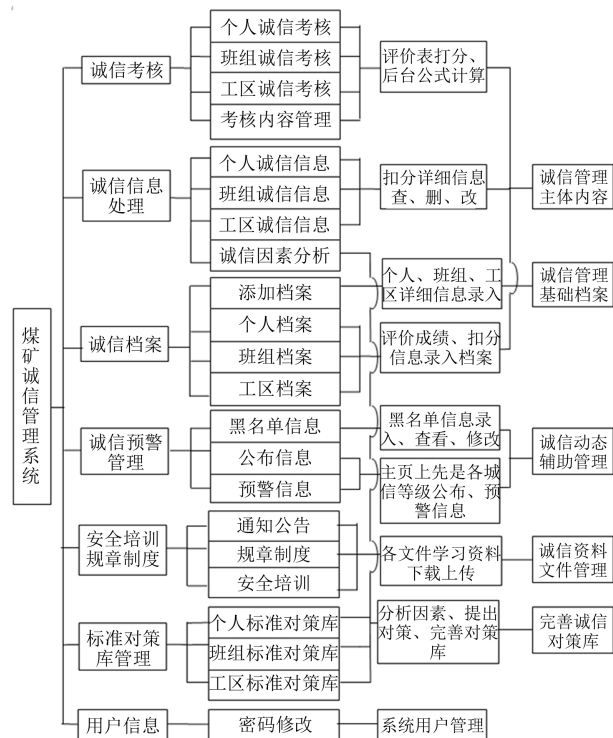 煤矿诚信管理系统
诚信考核
个人诚信考核
班组诚信考核
工区诚信考核
考核内容管理
评价表打分、
后台公式计算
诚信信息
处理
个人诚信信息
班组诚信信息
工区诚信信息
诚信因素分析
扣分详细信息
查、删、改
诚信管理
主体内容
诚信档案
添加档案
个人档案
班组档案
工区档案
个人、班组、工
区详细信息录入
评价成绩、扣分
信息录入档案
诚信管理
基础档案
诚信预警
管理
黑名单信息
公布信息
预警信息
黑名单信息录
入、查看、修改
主页上先是各城
信等级公布、预
警信息
诚信动态
辅助管理
安全培训
规章制度
通知公告
规章制度
安全培训
各文件学习资料
下载上传
诚信资料
文件管理
标准对策
库管理
个人标准对策库
班组标准对策库
工区标准对策库
分析因素、提出
对策、完善对策
库
完善诚信
对策库
用户信息
密码修改
系统用户管理